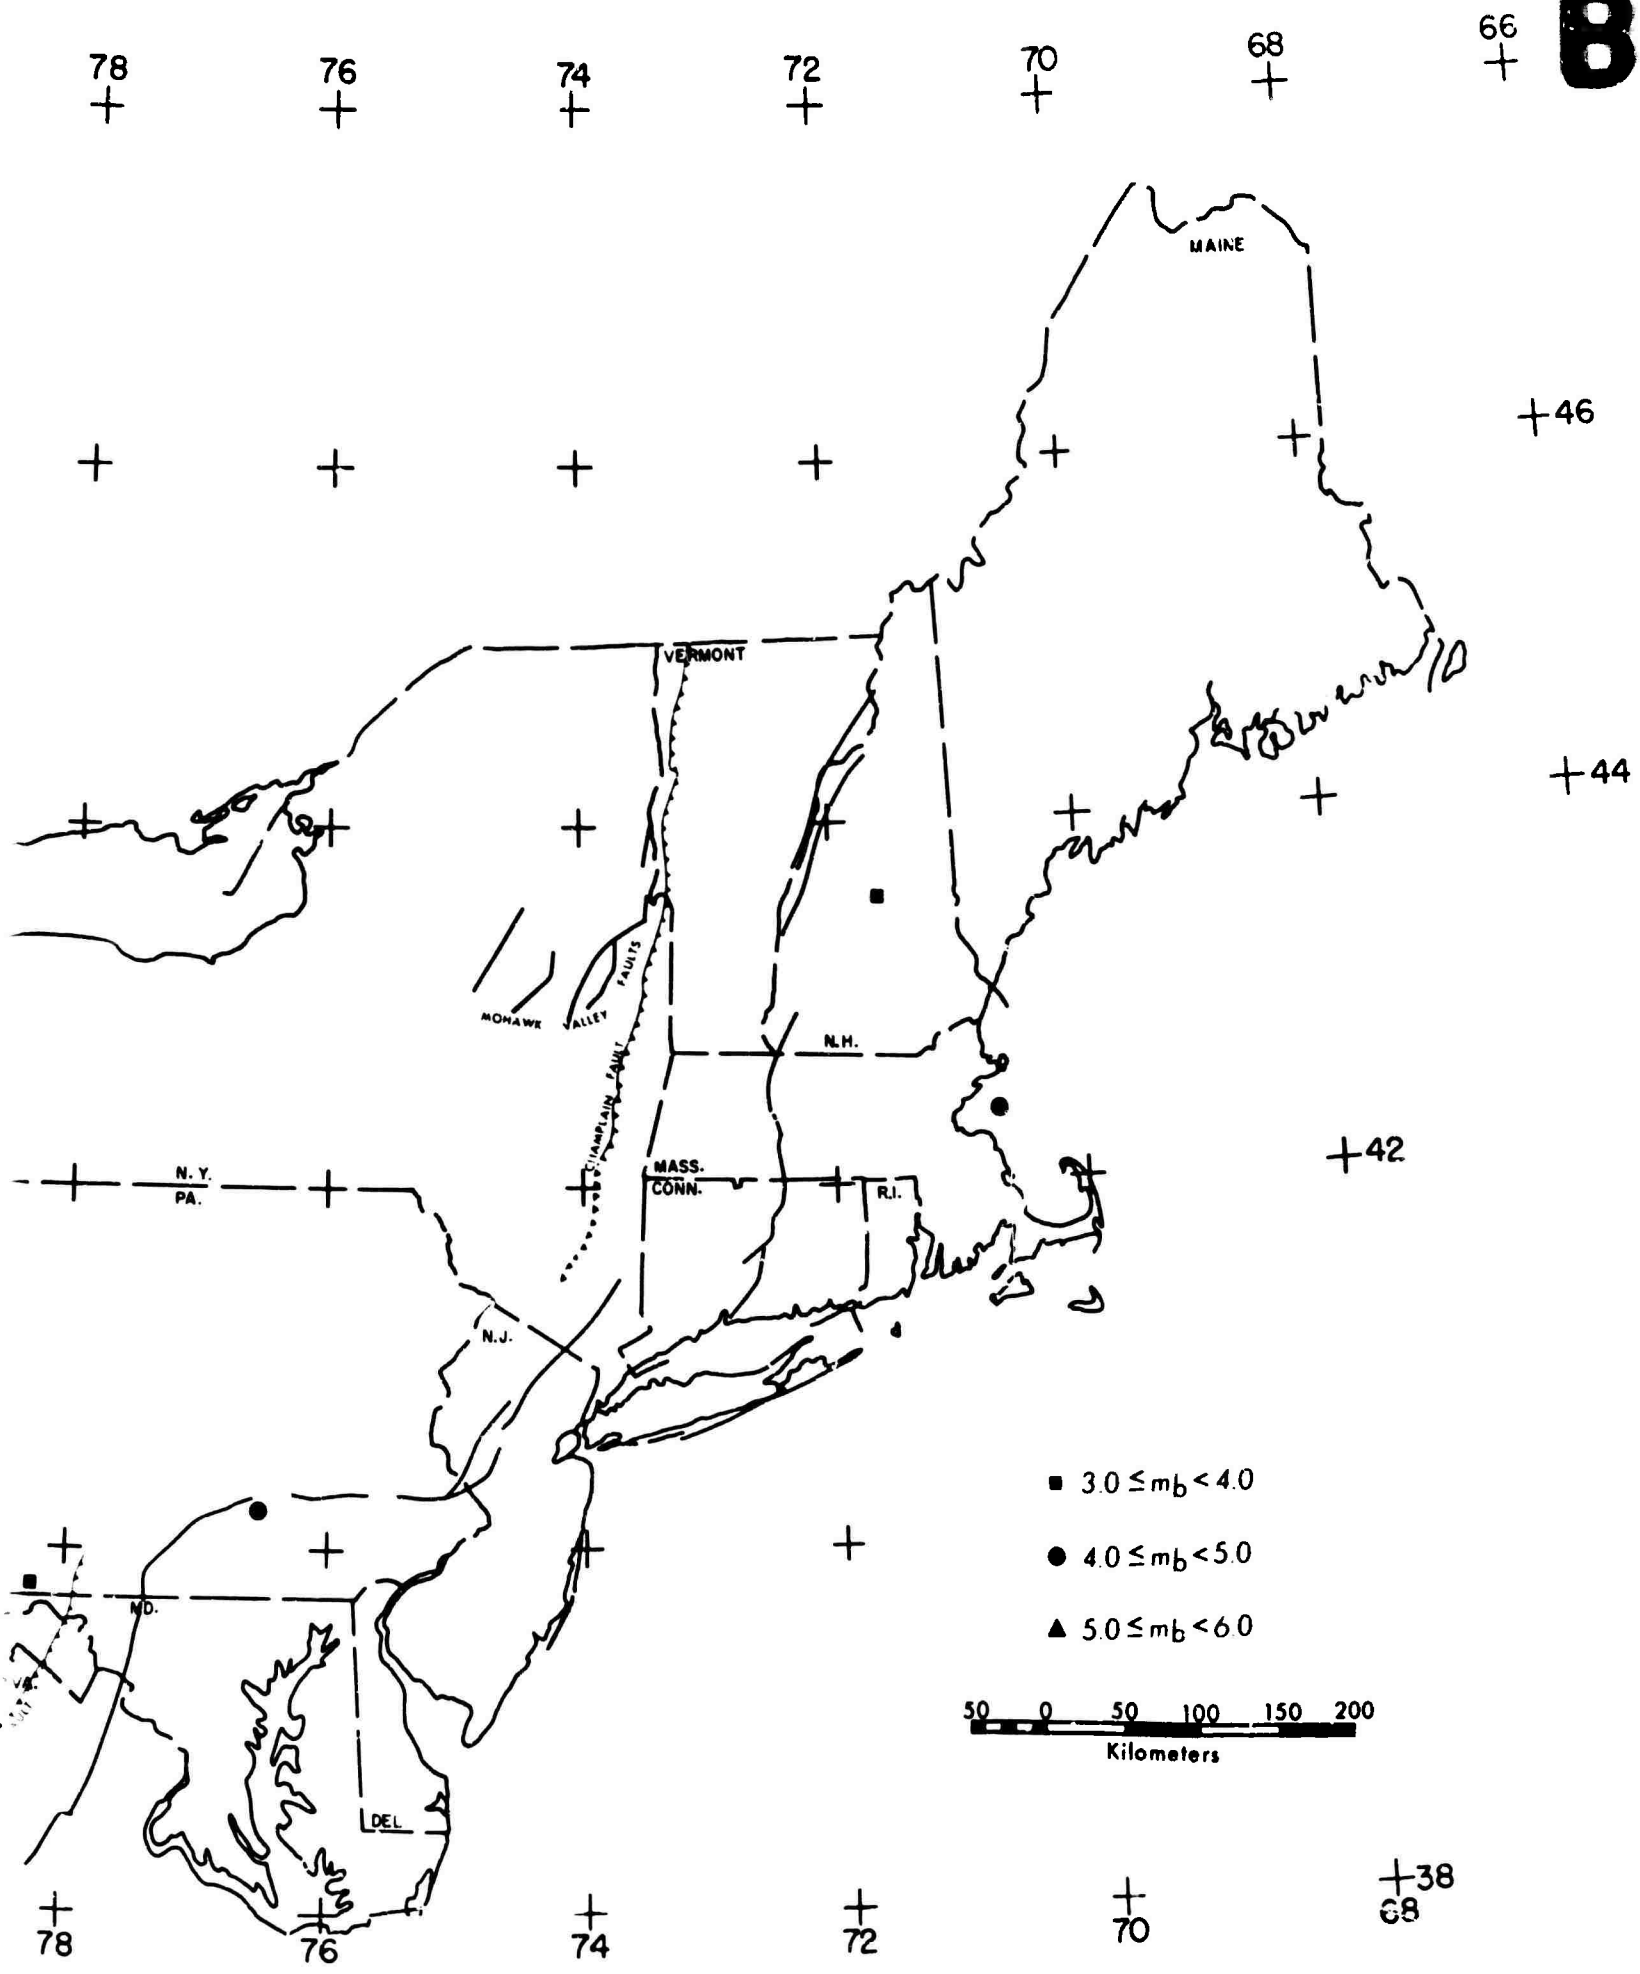 B
78 76 74 72 70 68 66
MAINE
46
VERMONT
44
FAULTS
MOHAWK VALLEY
N.H.
CHAMPLAIN FAULT
42
N.Y.
PA.
MASS.
CONN.
R.I.
N.J.
3.0 ≤ mb < 4.0
4.0 ≤ mb < 5.0
5.0 ≤ mb < 6.0
MD.
50 0 50 100 150 200
Kilometers
DEL
38
78 76 74 72 70 68